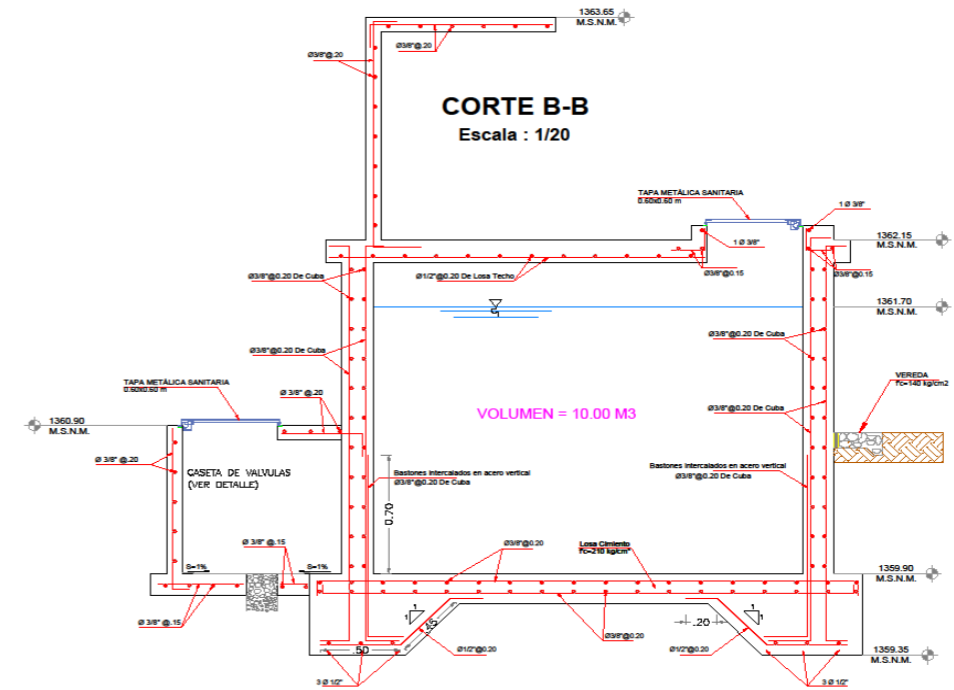 1363.65
M.S.N.M.
Ø3/8"@.20
Ø3/8"@.20
CORTE B-B
Escala : 1/20
TAPA METÁLICA SANITARIA
0.60x0.60 m
1 Ø 3/8"
1 Ø 3/8"
1362.15
M.S.N.M.
Ø3/8"@0.20 De Cuba
Ø1/2"@0.20 De Losa Techo
Ø3/8"@0.15
Ø3/8"@0.15
1361.70
M.S.N.M.
Ø3/8"@0.20 De Cuba
Ø3/8"@0.20 De Cuba
VEREDA
f'c=140 kg/cm2
TAPA METÁLICA SANITARIA
0.60x0.60 m
Ø 3/8" @.20
Ø3/8"@0.20 De Cuba
VOLUMEN = 10.00 M3
1360.90
M.S.N.M.
Ø 3/8" @.20
CASETA DE VALVULAS
(VER DETALLE)
Bastones intercalados en acero vertical
Ø3/8"@0.20 De Cuba
Bastones intercalados en acero vertical
Ø3/8"@0.20 De Cuba
0.70
Ø 3/8" @.15
Ø3/8"@0.20
Losa Cimiento
f'c=210 kg/cm²
S=1%
S=1%
1359.90
M.S.N.M.
Ø 3/8" @.15
1
1
1
1
.20
Ø3/8"@0.20
.50
Ø1/2"@0.20
Ø1/2"@0.20
1359.35
M.S.N.M.
3 Ø 1/2"
3 Ø 1/2"